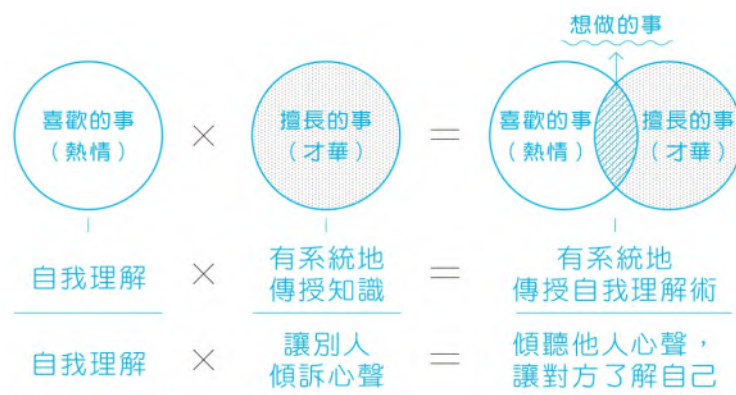 想做的事
喜歡的事
（熱情）
×
擅長的事
（才華）
=
喜歡的事
（熱情）
擅長的事
（才華）
自我理解
×
有系統地
傳授知識
=
有系統地
傳授自我理解術
自我理解
×
讓別人
傾訴心聲
=
傾聽他人心聲，
讓對方了解自己